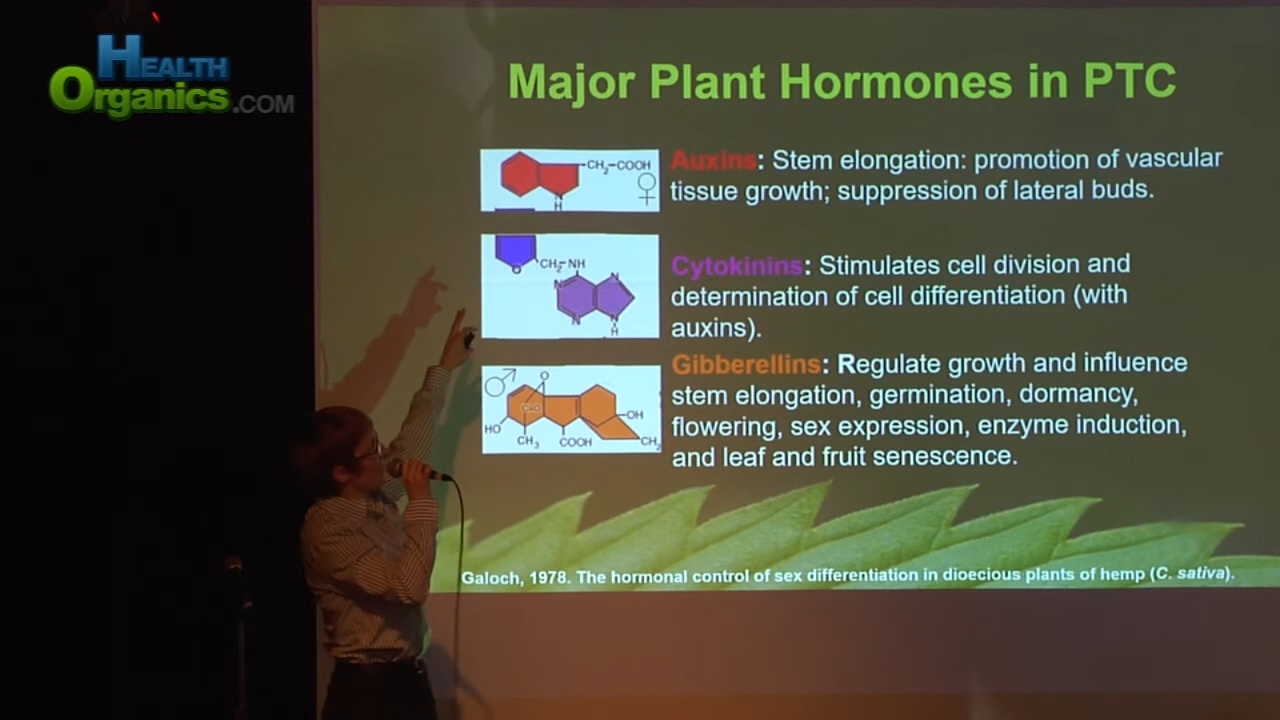 HEALTH
Organics.COM
Major Plant Hormones in PTC
CH₂–COOH
H
Auxins: Stem elongation: promotion of vascular
tissue growth; suppression of lateral buds.
O
CH₂–NH
N
N
N
N
H
Cytokinins: Stimulates cell division and
determination of cell differentiation (with
auxins).
O
C=O
HO
CH₃
COOH
OH
CH₂
Gibberellins: Regulate growth and influence
stem elongation, germination, dormancy,
flowering, sex expression, enzyme induction,
and leaf and fruit senescence.
Galoch, 1978. The hormonal control of sex differentiation in dioecious plants of hemp (C. sativa).